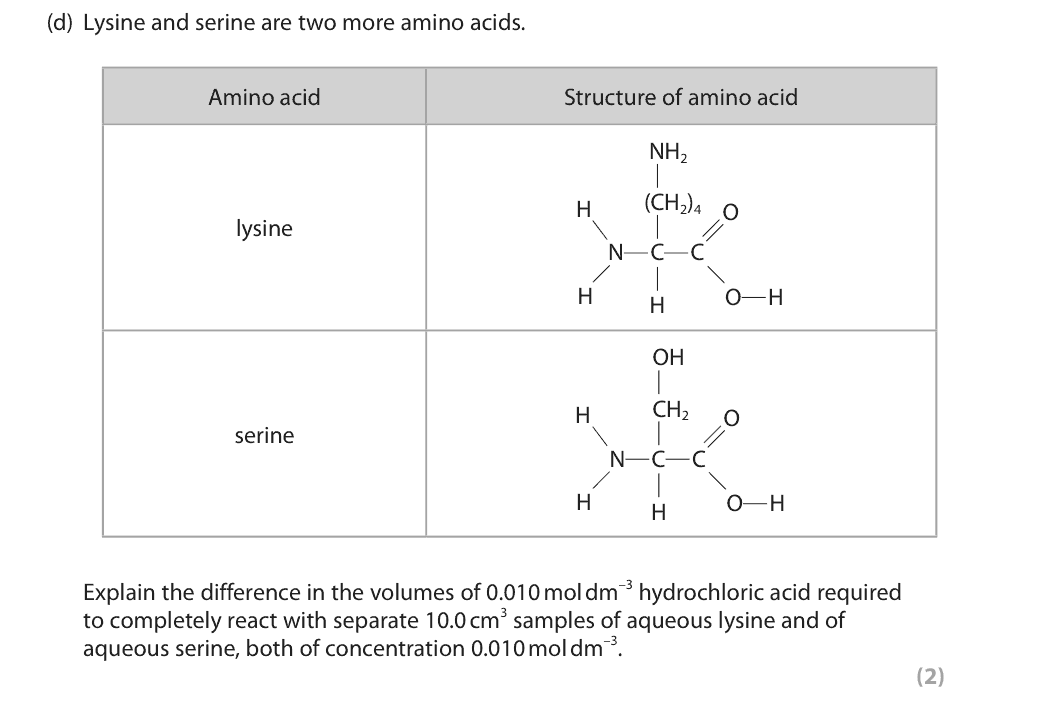 (d) Lysine and serine are two more amino acids.
Amino acid Structure of amino acid
NH₂
H (CH₂)₄ O
lysine
N—C—C
H H O—H
OH
H CH₂ O
serine
N—C—C
H H O—H
Explain the difference in the volumes of 0.010 mol dm⁻³ hydrochloric acid required
to completely react with separate 10.0 cm³ samples of aqueous lysine and of
aqueous serine, both of concentration 0.010 mol dm⁻³.
(2)